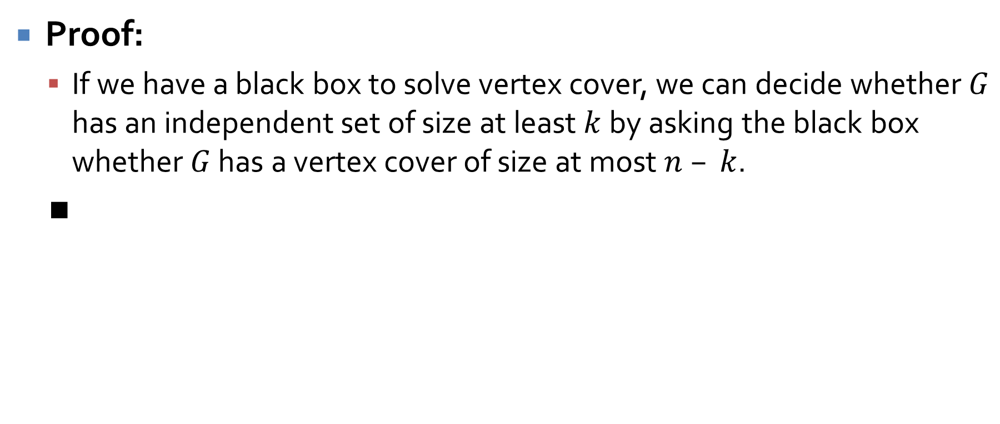 Proof:
If we have a black box to solve vertex cover, we can decide whether G
has an independent set of size at least k by asking the black box
whether G has a vertex cover of size at most n – k.